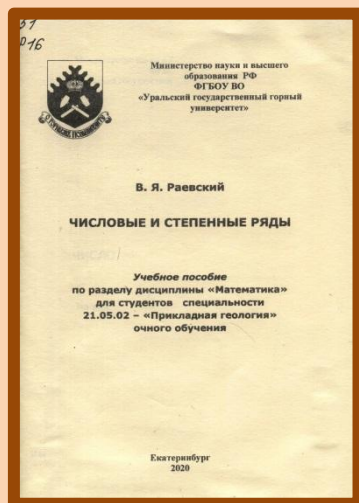 Министерство науки и высшего
образования РФ
ФГБОУ ВО
«Уральский государственный горный
университет»
В. Я. Раевский
ЧИСЛОВЫЕ И СТЕПЕННЫЕ РЯДЫ
Учебное пособие
по разделу дисциплины «Математика»
для студентов специальности
21.05.02 – «Прикладная геология»
очного обучения
Екатеринбург
2020